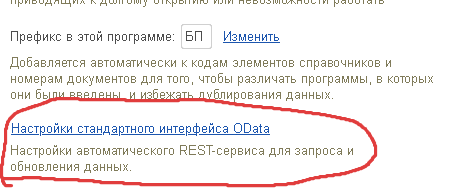 приводящих к долгому открытию или невозможности работать
Префикс в этой программе: БП Изменить
Добавляется автоматически к кодам элементов справочников и
номерам документов для того, чтобы различать программы, в которых
они были введены, и избежать дублирования данных.
Настройки стандартного интерфейса OData
Настройки автоматического REST-сервиса для запроса и
обновления данных.